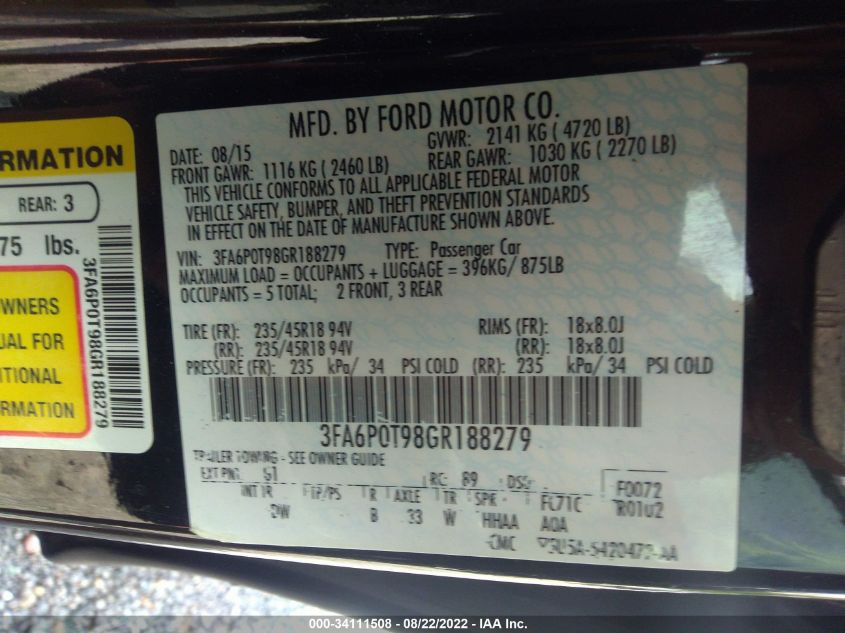 RMATION
REAR: 3
75 lbs.
WNERS
UAL FOR
ITIONAL
ORMATION
3FA6P0T98GR188279
MFD. BY FORD MOTOR CO.
DATE: 08/15 GVWR: 2141 KG ( 4720 LB)
FRONT GAWR: 1116 KG ( 2460 LB) REAR GAWR: 1030 KG ( 2270 LB)
THIS VEHICLE CONFORMS TO ALL APPLICABLE FEDERAL MOTOR
VEHICLE SAFETY, BUMPER, AND THEFT PREVENTION STANDARDS
IN EFFECT ON THE DATE OF MANUFACTURE SHOWN ABOVE.
VIN: 3FA6P0T98GR188279 TYPE: Passenger Car
MAXIMUM LOAD = OCCUPANTS + LUGGAGE = 396KG/ 875LB
OCCUPANTS = 5 TOTAL; 2 FRONT, 3 REAR
TIRE (FR): 235/45R18 94V RIMS (FR): 18x8.0J
(RR): 235/45R18 94V (RR): 18x8.0J
PRESSURE (FR): 235 kPa/ 34 PSI COLD (RR): 235 kPa/ 34 PSI COLD
3FA6P0T98GR188279
TRAILER TOWING - SEE OWNER GUIDE
EXT PNT: G1 RC: 89 DSO: F0072
INT TR TP/PS R AXLE TR SPR FL71C R01u2
DW B 33 W HHAA AQA
000-34111508 - 08/22/2022 - IAA Inc.